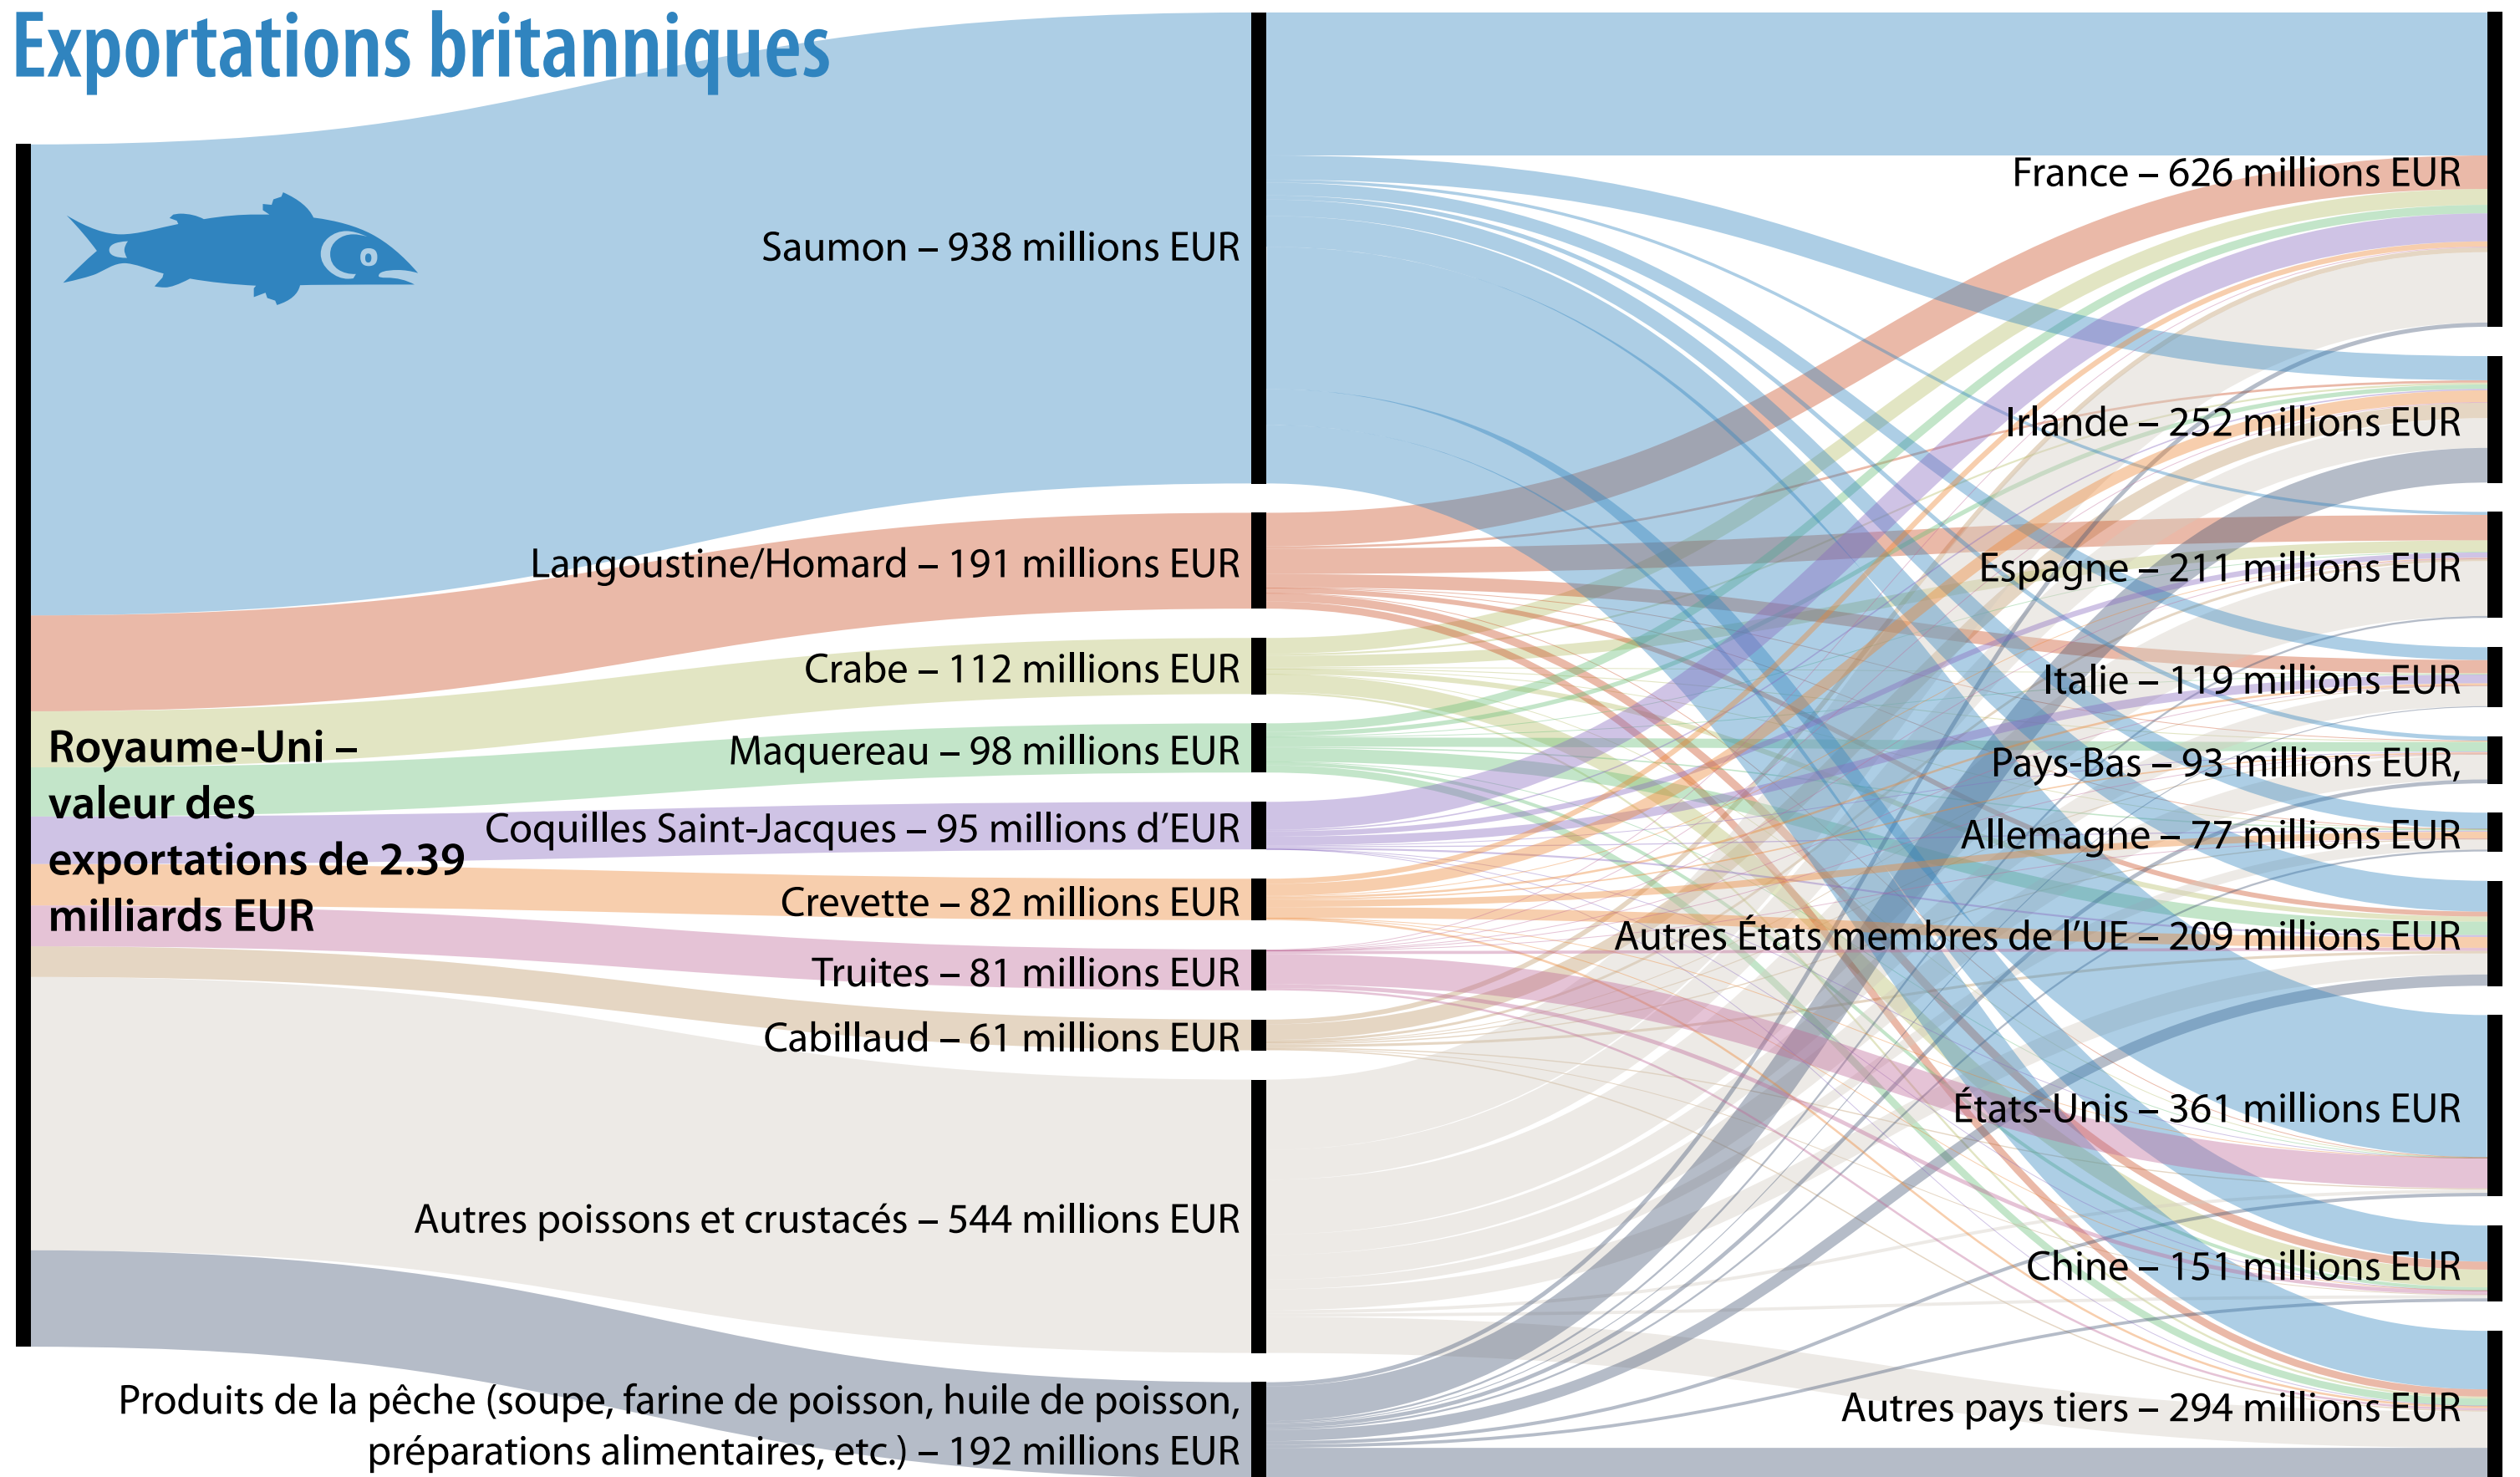 Exportations britanniques
Royaume-Uni –
valeur des
exportations de 2.39
milliards EUR
Saumon – 938 millions EUR
Langoustine/Homard – 191 millions EUR
Crabe – 112 millions EUR
Maquereau – 98 millions EUR
Coquilles Saint-Jacques – 95 millions d’EUR
Crevette – 82 millions EUR
Truites – 81 millions EUR
Cabillaud – 61 millions EUR
Autres poissons et crustacés – 544 millions EUR
Produits de la pêche (soupe, farine de poisson, huile de poisson,
préparations alimentaires, etc.) – 192 millions EUR
France – 626 millions EUR
Irlande – 252 millions EUR
Espagne – 211 millions EUR
Italie – 119 millions EUR
Pays-Bas – 93 millions EUR,
Allemagne – 77 millions EUR
Autres États membres de l’UE – 209 millions EUR
États-Unis – 361 millions EUR
Chine – 151 millions EUR
Autres pays tiers – 294 millions EUR